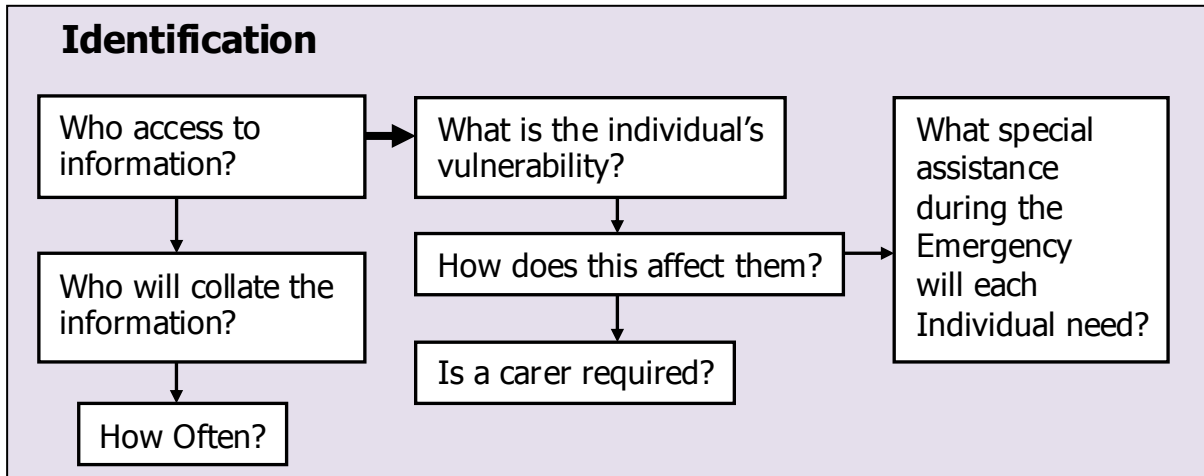 Identification
Who access to
information?
Who will collate the
information?
How Often?
What is the individual’s
vulnerability?
How does this affect them?
Is a carer required?
What special
assistance
during the
Emergency
will each
Individual need?